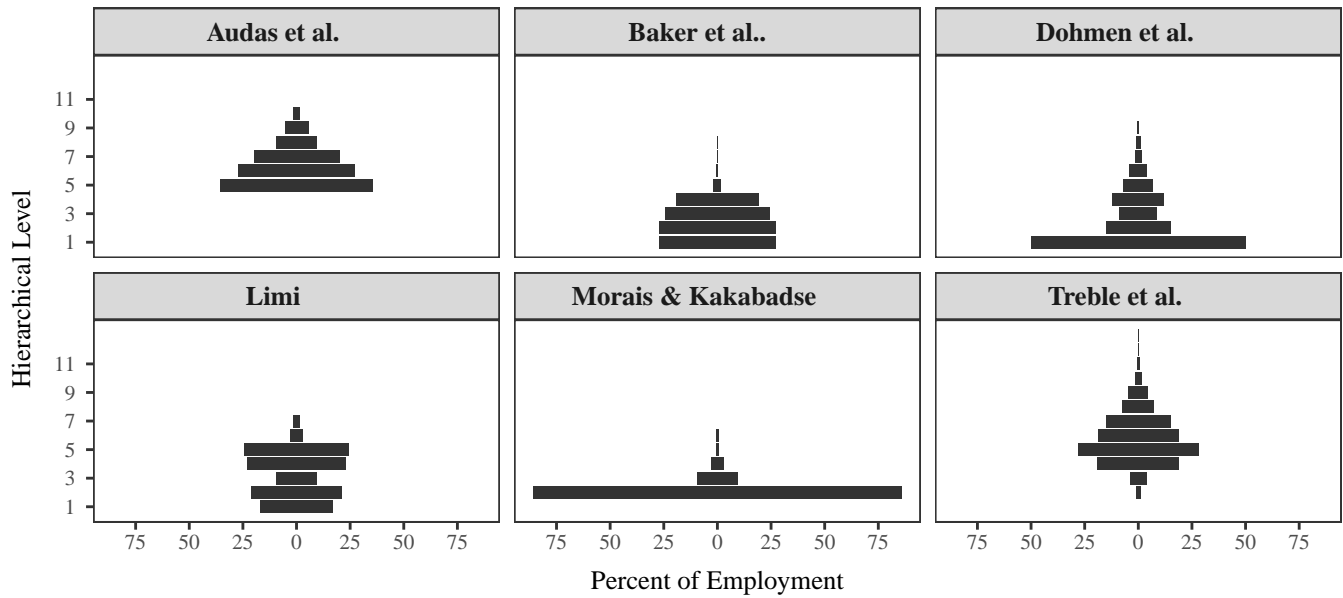 Audas et al.
Baker et al..
Dohmen et al.
11
9
7
5
3
1
Hierarchical Level
Limi
Morais & Kakabadse
Treble et al.
11
9
7
5
3
1
75 50 25 0 25 50 75
75 50 25 0 25 50 75
75 50 25 0 25 50 75
Percent of Employment